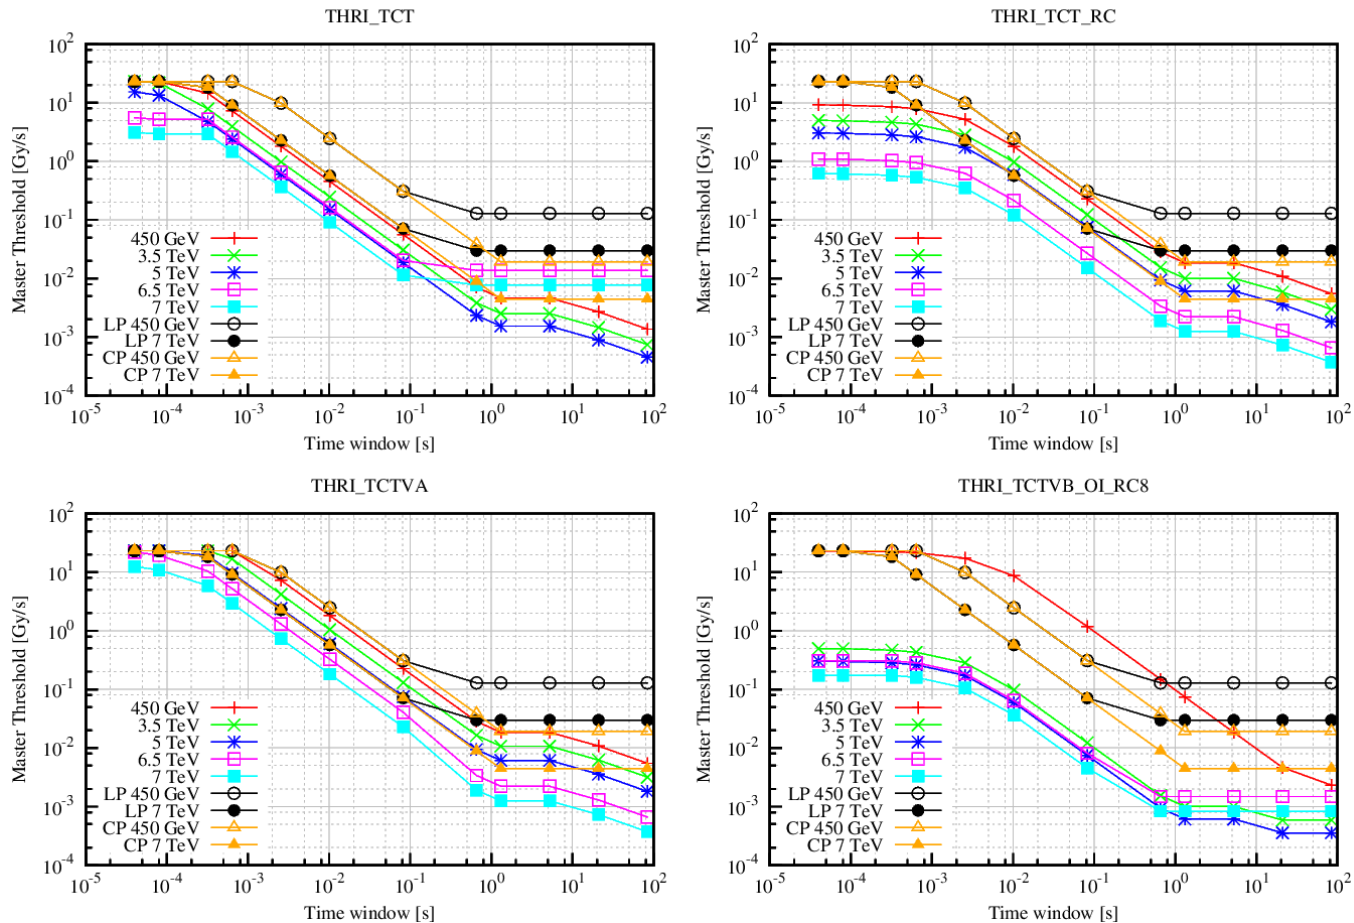 THRI_TCT
Master Threshold [Gy/s]
10^2
10^1
10^0
10^-1
10^-2
10^-3
10^-4
450 GeV
3.5 TeV
5 TeV
6.5 TeV
7 TeV
LP 450 GeV
LP 7 TeV
CP 450 GeV
CP 7 TeV
10^-5 10^-4 10^-3 10^-2 10^-1 10^0 10^1 10^2
Time window [s]
THRI_TCT_RC
Master Threshold [Gy/s]
10^2
10^1
10^0
10^-1
10^-2
10^-3
10^-4
450 GeV
3.5 TeV
5 TeV
6.5 TeV
7 TeV
LP 450 GeV
LP 7 TeV
CP 450 GeV
CP 7 TeV
10^-5 10^-4 10^-3 10^-2 10^-1 10^0 10^1 10^2
Time window [s]
THRI_TCTVA
Master Threshold [Gy/s]
10^2
10^1
10^0
10^-1
10^-2
10^-3
10^-4
450 GeV
3.5 TeV
5 TeV
6.5 TeV
7 TeV
LP 450 GeV
LP 7 TeV
CP 450 GeV
CP 7 TeV
10^-5 10^-4 10^-3 10^-2 10^-1 10^0 10^1 10^2
Time window [s]
THRI_TCTVB_OI_RC8
Master Threshold [Gy/s]
10^2
10^1
10^0
10^-1
10^-2
10^-3
10^-4
450 GeV
3.5 TeV
5 TeV
6.5 TeV
7 TeV
LP 450 GeV
LP 7 TeV
CP 450 GeV
CP 7 TeV
10^-5 10^-4 10^-3 10^-2 10^-1 10^0 10^1 10^2
Time window [s]